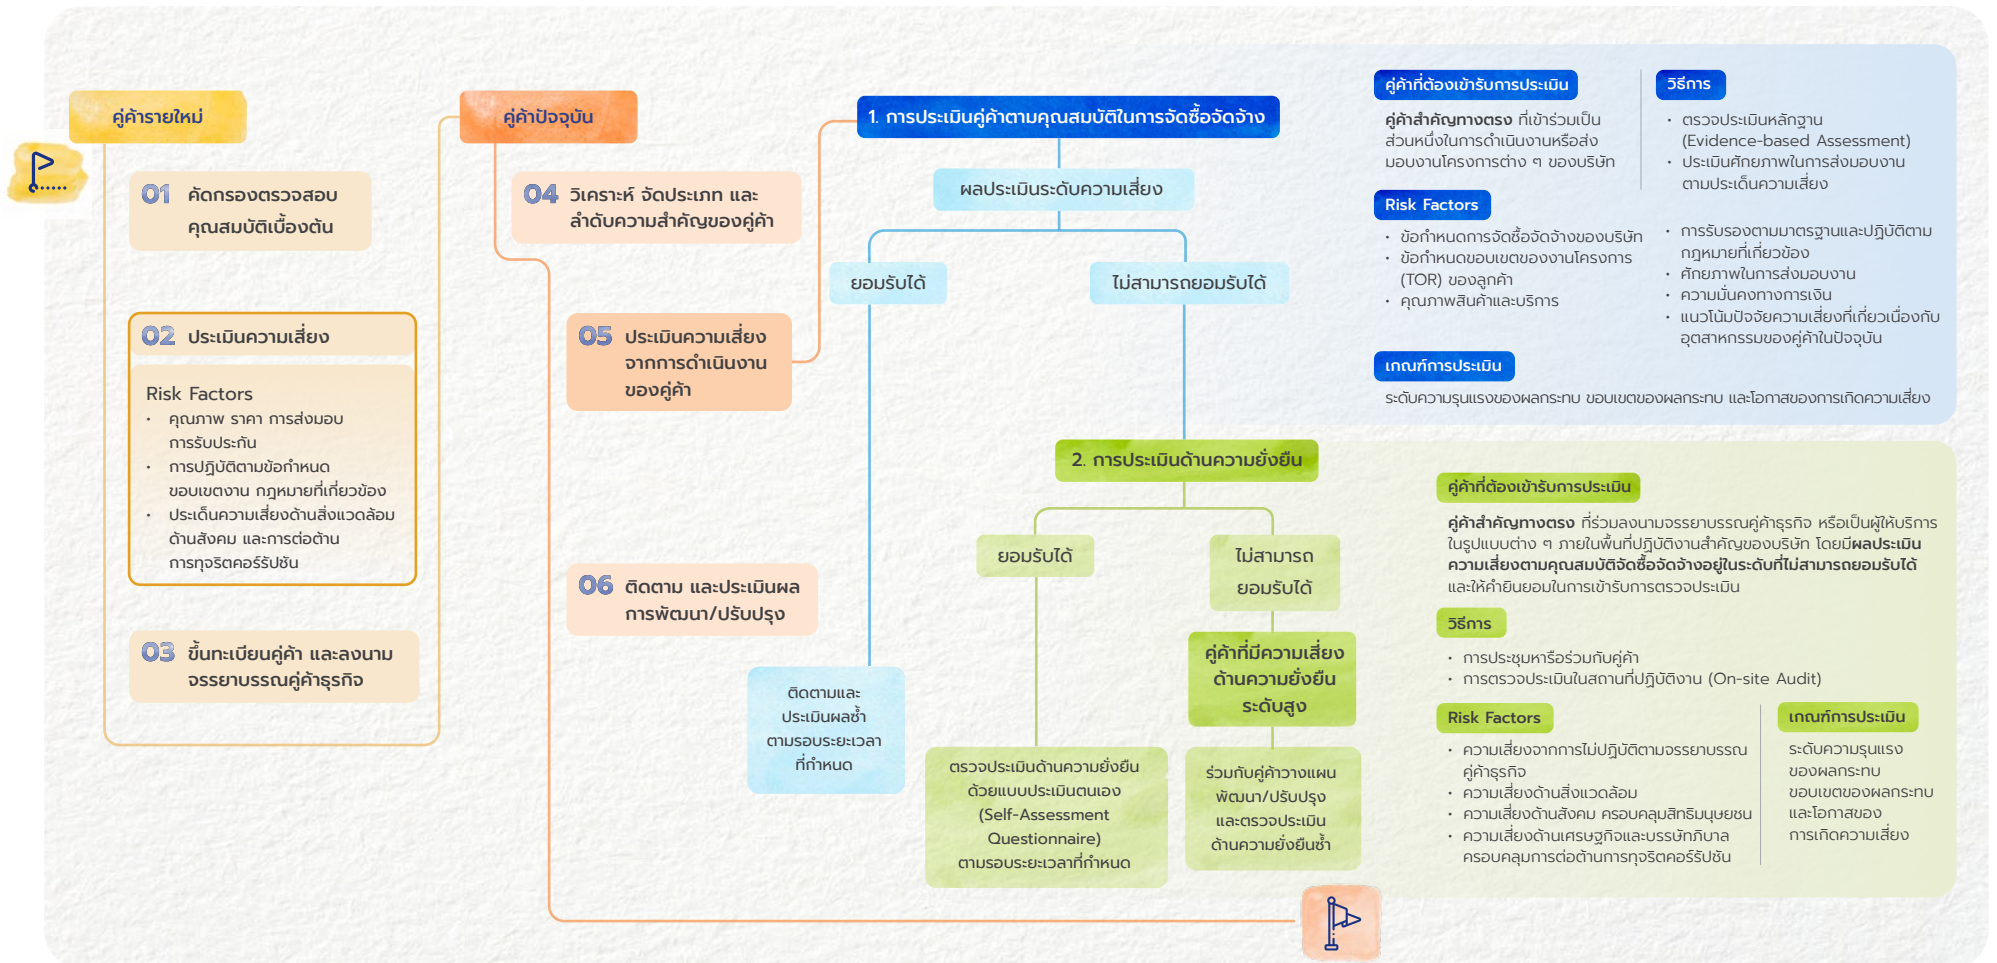 คู่ค้ารายใหม่
01 คัดกรองตรวจสอบ
คุณสมบัติเบื้องต้น
02 ประเมินความเสี่ยง
Risk Factors
• คุณภาพ ราคา การส่งมอบ
การรับประกัน
• การปฏิบัติตามข้อกำหนด
ขอบเขตงาน กฎหมายที่เกี่ยวข้อง
• ประเด็นความเสี่ยงด้านสิ่งแวดล้อม
ด้านสังคม และการต่อต้าน
การทุจริตคอร์รัปชัน
03 ขึ้นทะเบียนคู่ค้า และลงนาม
จรรยาบรรณคู่ค้าธุรกิจ
คู่ค้าปัจจุบัน
04 วิเคราะห์ จัดประเภท และ
ลำดับความสำคัญของคู่ค้า
05 ประเมินความเสี่ยง
จากการดำเนินงาน
ของคู่ค้า
06 ติดตาม และประเมินผล
การพัฒนา/ปรับปรุง
1. การประเมินคู่ค้าตามคุณสมบัติในการจัดซื้อจัดจ้าง
ผลประเมินระดับความเสี่ยง
ยอมรับได้
ไม่สามารถยอมรับได้
ติดตามและ
ประเมินผลซ้ำ
ตามรอบระยะเวลา
ที่กำหนด
คู่ค้าที่ต้องเข้ารับการประเมิน
คู่ค้าสำคัญทางตรง ที่เข้าร่วมเป็น
ส่วนหนึ่งในการดำเนินงานหรือส่ง
มอบงานโครงการต่าง ๆ ของบริษัท
วิธีการ
• ตรวจประเมินหลักฐาน
(Evidence-based Assessment)
• ประเมินศักยภาพในการส่งมอบงาน
ตามประเด็นความเสี่ยง
Risk Factors
• ข้อกำหนดการจัดซื้อจัดจ้างของบริษัท
• ข้อกำหนดขอบเขตของงานโครงการ
(TOR) ของลูกค้า
• คุณภาพสินค้าและบริการ
• การรับรองตามมาตรฐานและปฏิบัติตาม
กฎหมายที่เกี่ยวข้อง
• ศักยภาพในการส่งมอบงาน
• ความมั่นคงทางการเงิน
• แนวโน้มปัจจัยความเสี่ยงที่เกี่ยวเนื่องกับ
อุตสาหกรรมของคู่ค้าในปัจจุบัน
เกณฑ์การประเมิน
ระดับความรุนแรงของผลกระทบ ขอบเขตของผลกระทบ และโอกาสของการเกิดความเสี่ยง
2. การประเมินด้านความยั่งยืน
ยอมรับได้
ไม่สามารถ
ยอมรับได้
คู่ค้าที่มีความเสี่ยง
ด้านความยั่งยืน
ระดับสูง
ตรวจประเมินด้านความยั่งยืน
ด้วยแบบประเมินตนเอง
(Self-Assessment
Questionnaire)
ตามรอบระยะเวลาที่กำหนด
ร่วมกับคู่ค้าวางแผน
พัฒนา/ปรับปรุง
และตรวจประเมิน
ด้านความยั่งยืนซ้ำ
คู่ค้าที่ต้องเข้ารับการประเมิน
คู่ค้าสำคัญทางตรง ที่ร่วมลงนามจรรยาบรรณคู่ค้าธุรกิจ หรือเป็นผู้ให้บริการ
ในรูปแบบต่าง ๆ ภายในพื้นที่ปฏิบัติงานสำคัญของบริษัท โดยมีผลประเมิน
ความเสี่ยงตามคุณสมบัติจัดซื้อจัดจ้างอยู่ในระดับที่ไม่สามารถยอมรับได้
และให้คำยินยอมในการเข้ารับการตรวจประเมิน
วิธีการ
• การประชุมหารือร่วมกับคู่ค้า
• การตรวจประเมินในสถานที่ปฏิบัติงาน (On-site Audit)
Risk Factors
• ความเสี่ยงจากการไม่ปฏิบัติตามจรรยาบรรณ
คู่ค้าธุรกิจ
• ความเสี่ยงด้านสิ่งแวดล้อม
• ความเสี่ยงด้านสังคม ครอบคลุมสิทธิมนุษยชน
• ความเสี่ยงด้านเศรษฐกิจและบรรษัทภิบาล
ครอบคลุมการต่อต้านการทุจริตคอร์รัปชัน
เกณฑ์การประเมิน
ระดับความรุนแรง
ของผลกระทบ
ขอบเขตของผลกระทบ
และโอกาสของ
การเกิดความเสี่ยง